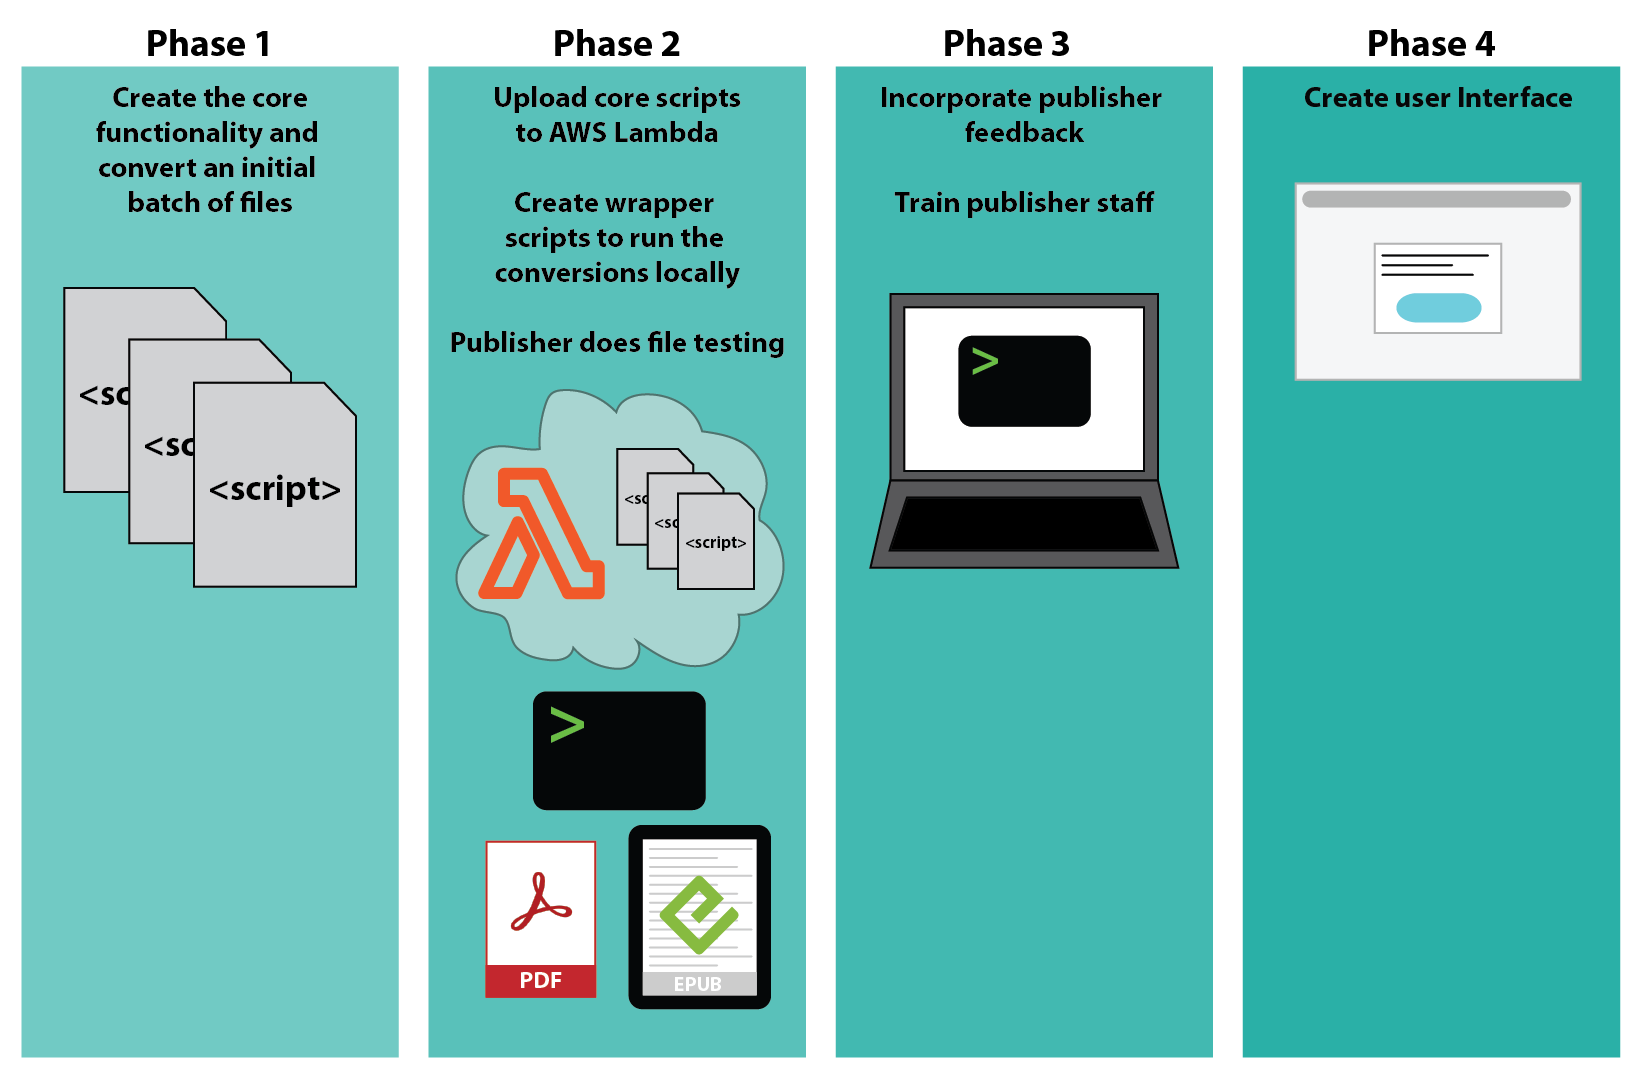 Phase 1
Create the core
functionality and
convert an initial
batch of files
<sc
<sc
<script>
Phase 2
Upload core scripts
to AWS Lambda
Create wrapper
scripts to run the
conversions locally
Publisher does file testing
<sc
<sc
<script>
>
PDF
EPUB
Phase 3
Incorporate publisher
feedback
Train publisher staff
>
Phase 4
Create user Interface